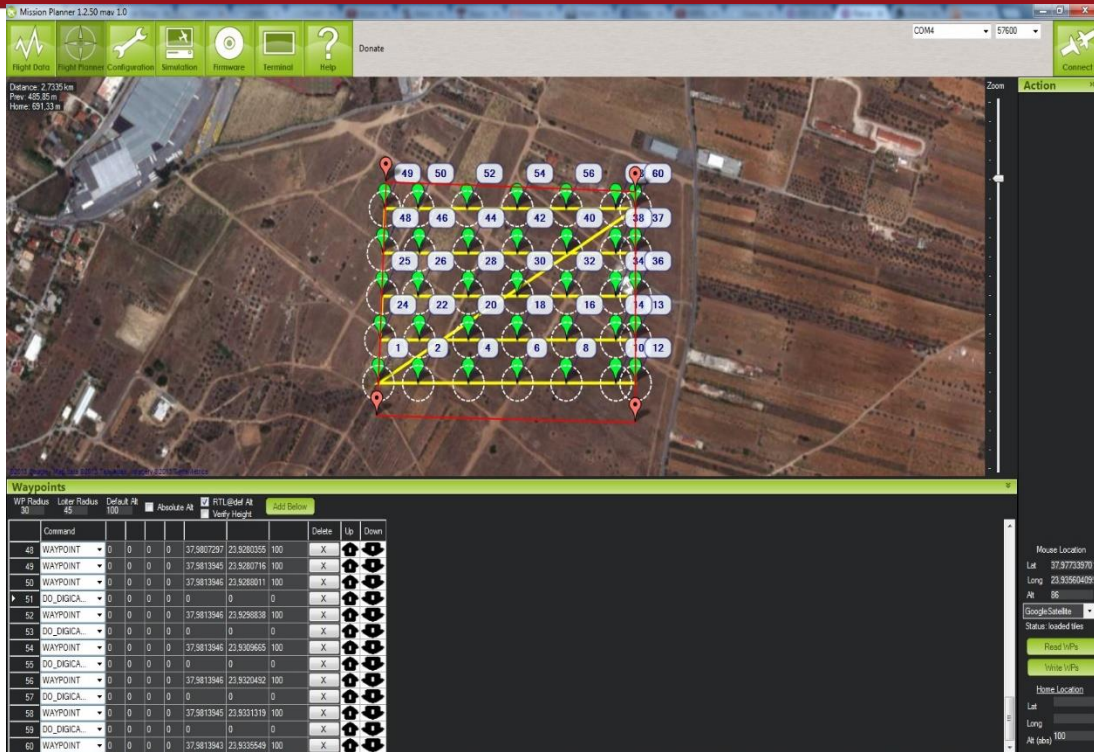 Mission Planner 1.2.50 mav 1.0
Flight Data Flight Planner Configuration Simulation Firmware Terminal Help Donate COM4 57600 Connect
Distance: 2.7335 km
Prev: 485,85 m
Home: 691,33 m
Zoom
Action
49 50 52 54 56 60
48 46 44 42 40 38 37
25 26 28 30 32 34 36
24 22 20 18 16 14 13
1 2 4 6 8 10 12
Waypoints
WP Radius Loiter Radius Default Alt
30 45 100 Absolute Alt RTL@def Alt Verify Height Add Below
Command Delete Up Down
48 WAYPOINT 0 0 0 0 37,9807297 23,9280355 100 X
49 WAYPOINT 0 0 0 0 37,9813945 23,9280716 100 X
50 WAYPOINT 0 0 0 0 37,9813946 23,9288011 100 X
51 DO_DIGICA... 0 0 0 0 0 0 0 X
52 WAYPOINT 0 0 0 0 37,9813946 23,9298838 100 X
53 DO_DIGICA... 0 0 0 0 0 0 0 X
54 WAYPOINT 0 0 0 0 37,9813946 23,9309665 100 X
55 DO_DIGICA... 0 0 0 0 0 0 0 X
56 WAYPOINT 0 0 0 0 37,9813946 23,9320492 100 X
57 DO_DIGICA... 0 0 0 0 0 0 0 X
58 WAYPOINT 0 0 0 0 37,9813945 23,9331319 100 X
59 DO_DIGICA... 0 0 0 0 0 0 0 X
60 WAYPOINT 0 0 0 0 37,9813943 23,9335549 100 X
Mouse Location
Lat 37,97733970
Long 23,935604095
Alt 86
GoogleSatellite
Status: loaded tiles
Read WPs
Write WPs
Home Location
Lat
Long
Alt (abs) 100